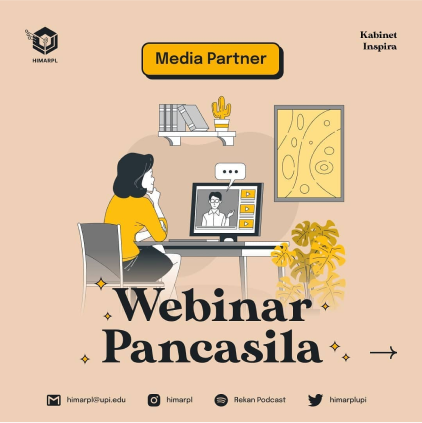 HIMARPL
Kabinet
Inspira
Media Partner
Webinar
Pancasila
himarpl@upi.edu
himarpl
Rekan Podcast
himarplupi